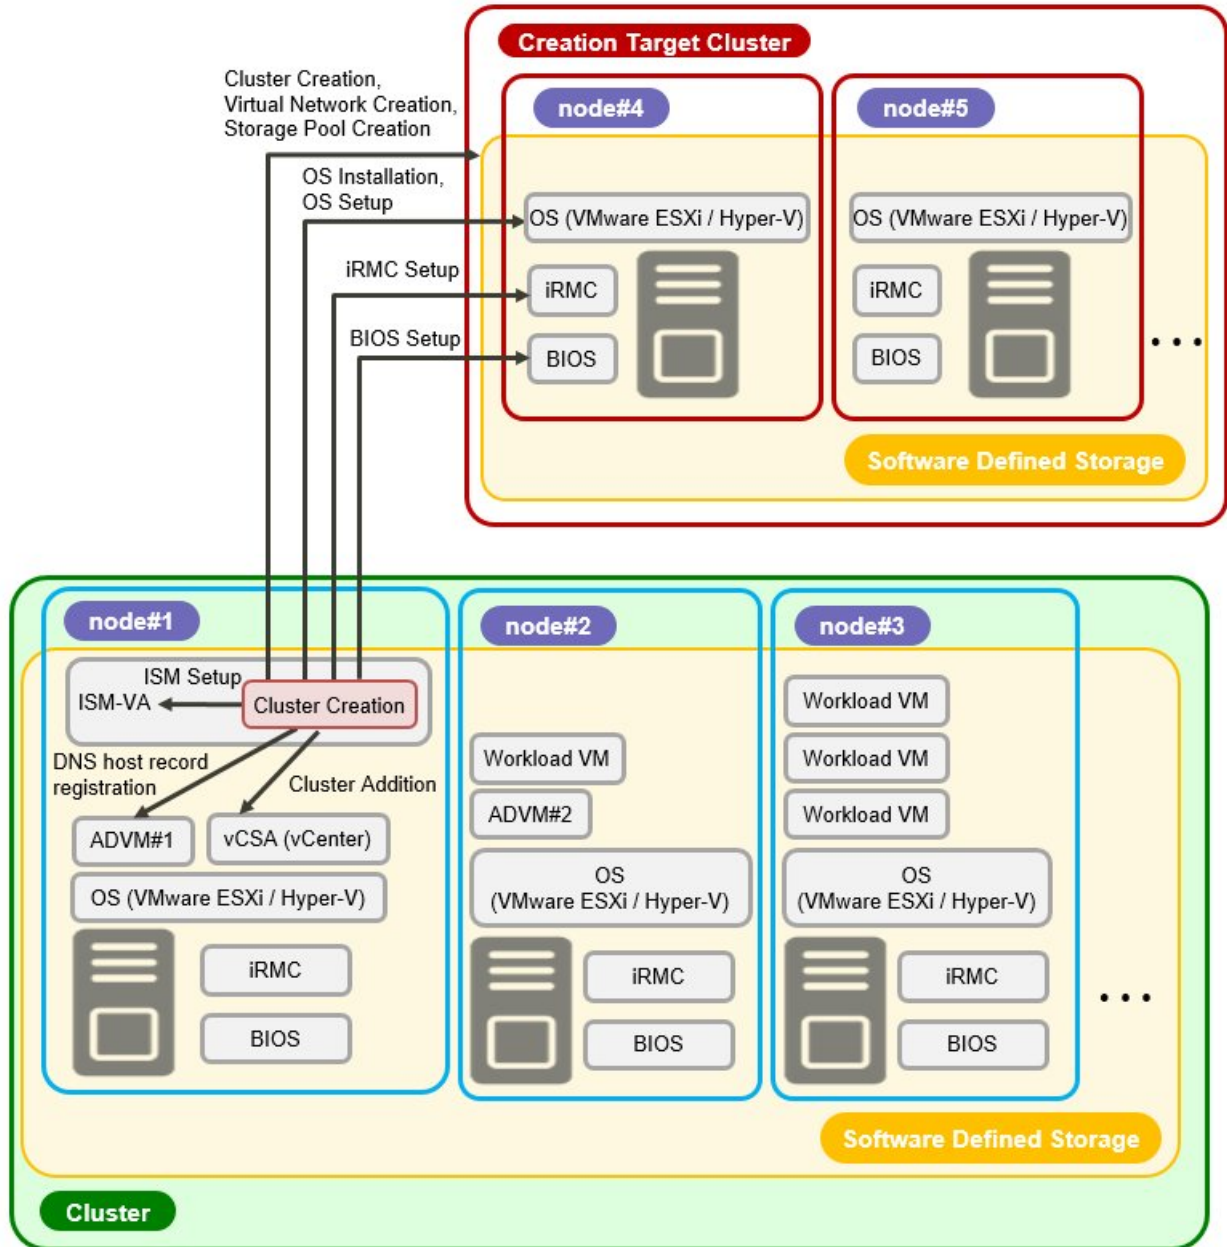 Creation Target Cluster
Cluster Creation,
Virtual Network Creation,
Storage Pool Creation
node#4
node#5
OS Installation,
OS Setup
OS (VMware ESXi / Hyper-V)
OS (VMware ESXi / Hyper-V)
iRMC Setup
iRMC
iRMC
BIOS Setup
BIOS
BIOS
• • •
Software Defined Storage
node#1
node#2
node#3
ISM Setup
ISM-VA
Cluster Creation
DNS host record
registration
Cluster Addition
ADVM#1
vCSA (vCenter)
OS (VMware ESXi / Hyper-V)
iRMC
BIOS
Workload VM
ADVM#2
OS
(VMware ESXi / Hyper-V)
iRMC
BIOS
Workload VM
Workload VM
Workload VM
OS
(VMware ESXi / Hyper-V)
iRMC
BIOS
• • •
Software Defined Storage
Cluster